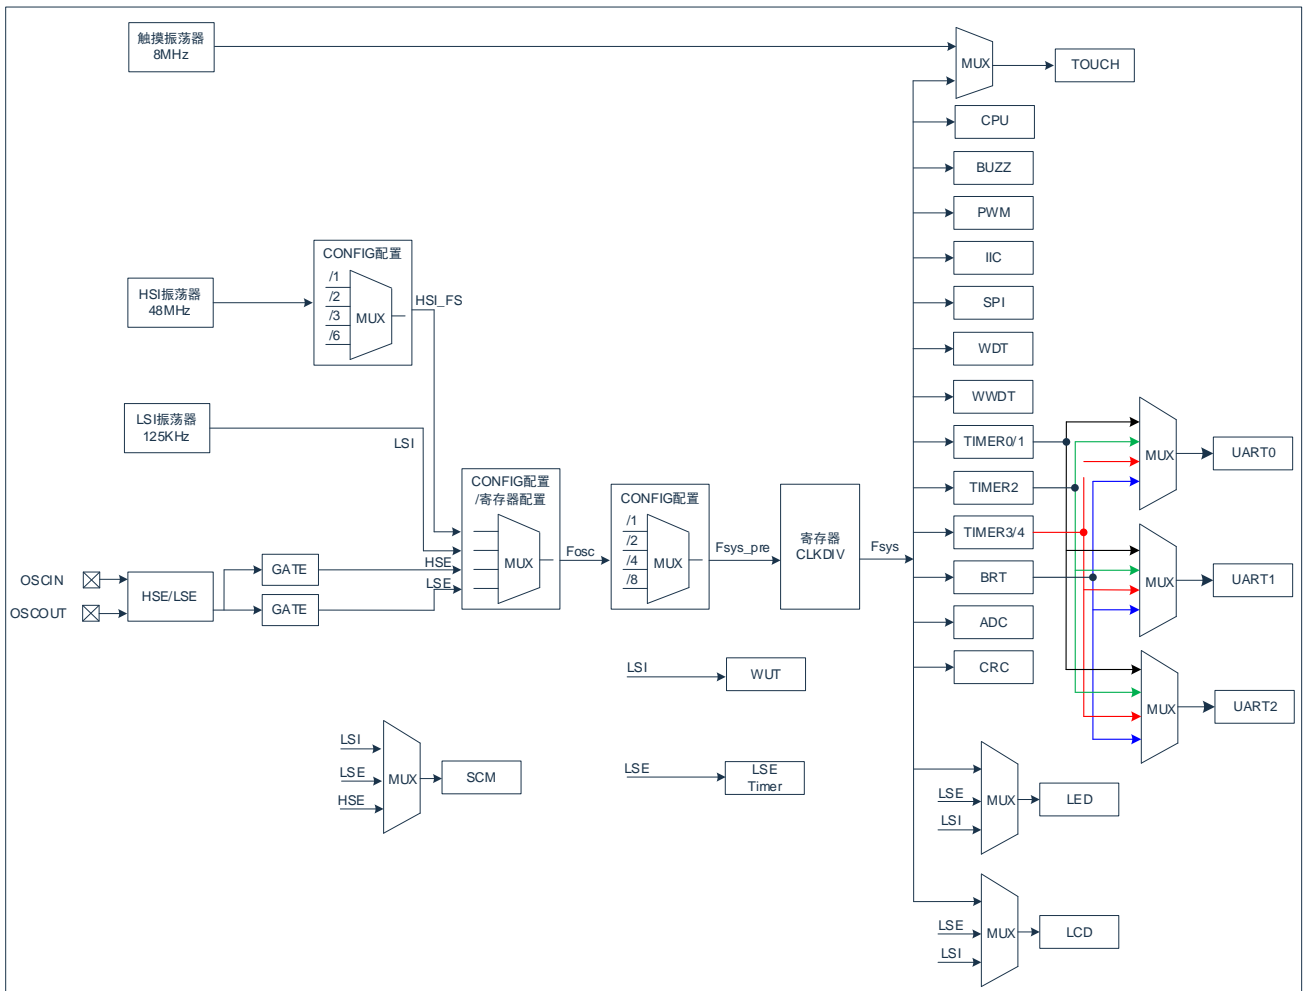 触摸振荡器
8MHz
MUX
TOUCH
CPU
BUZZ
PWM
IIC
SPI
WDT
WWDT
TIMER0/1
TIMER2
TIMER3/4
BRT
ADC
CRC
CONFIG配置
/1
/2
/3
/6
MUX
HSI_FS
HSI振荡器
48MHz
LSI振荡器
125KHz
LSI
CONFIG配置
/寄存器配置
MUX
HSE
LSE
Fosc
CONFIG配置
/1
/2
/4
/8
MUX
Fsys_pre
寄存器
CLKDIV
Fsys
OSCIN
OSCOUT
HSE/LSE
GATE
GATE
MUX
UART0
MUX
UART1
MUX
UART2
LSI
WUT
LSE
LSE
Timer
LSI
LSE
HSE
MUX
SCM
LSE
LSI
MUX
LED
LSE
LSI
MUX
LCD